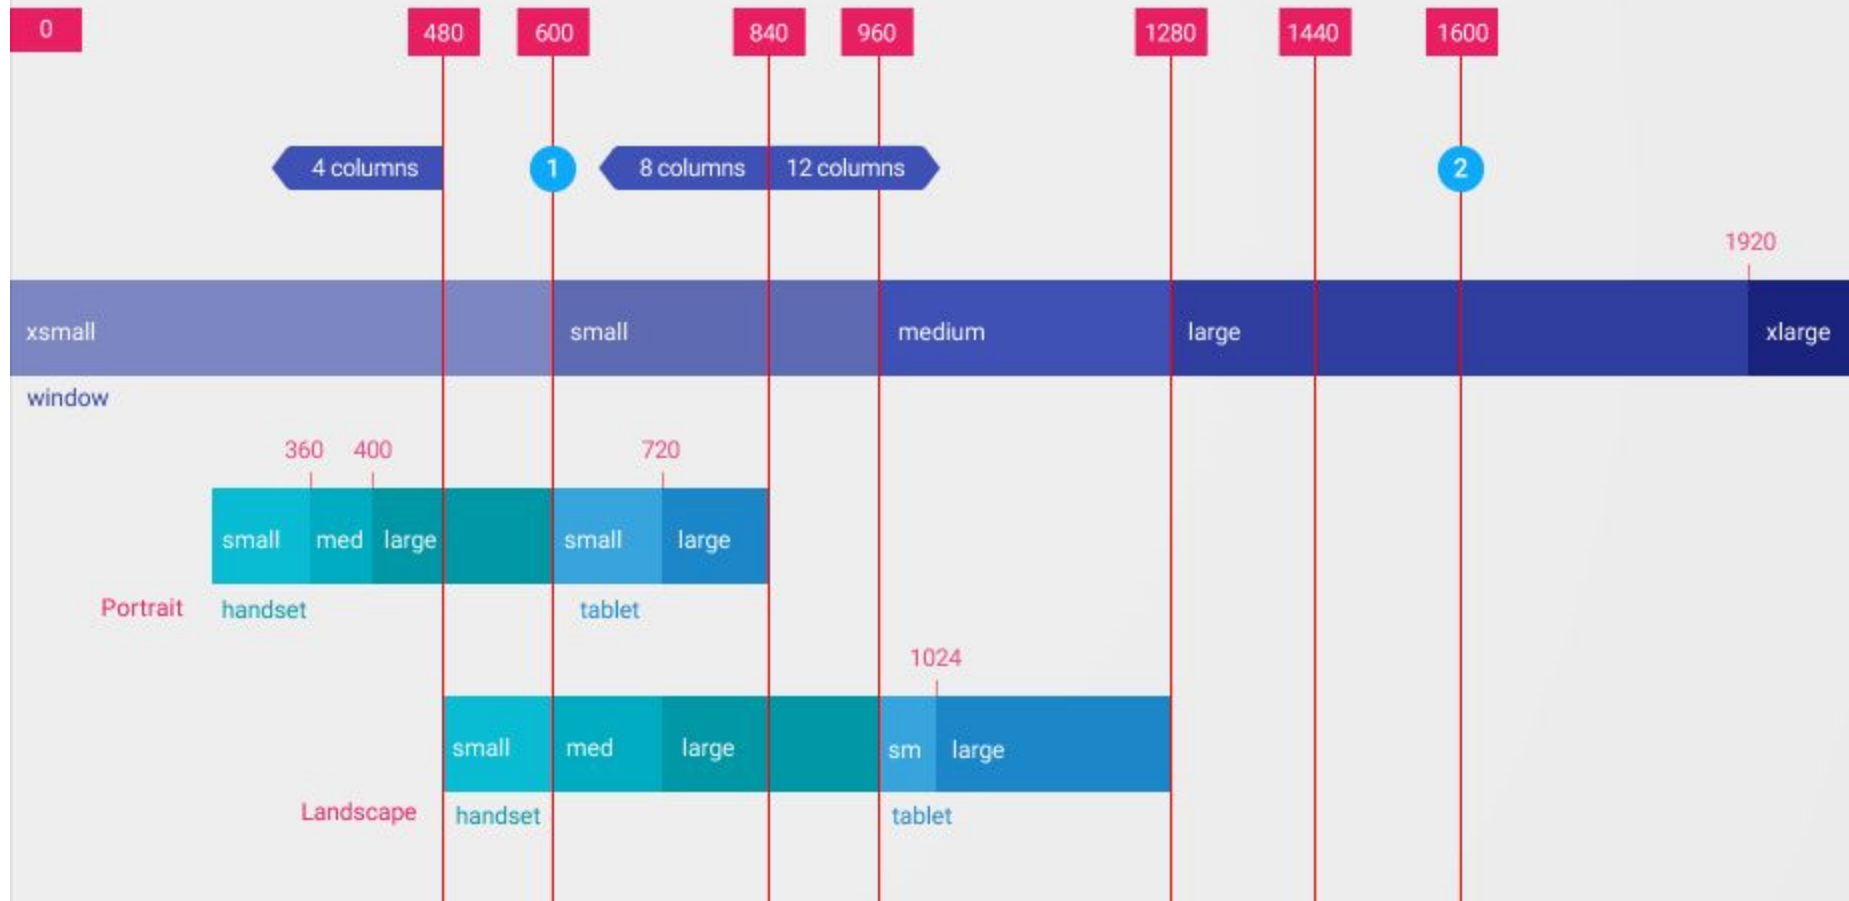 0 480 600 840 960 1280 1440 1600
4 columns 1 8 columns 12 columns 2
1920
xsmall small medium large xlarge
window
360 400 720
small med large small large
Portrait handset tablet
1024
small med large sm large
Landscape handset tablet